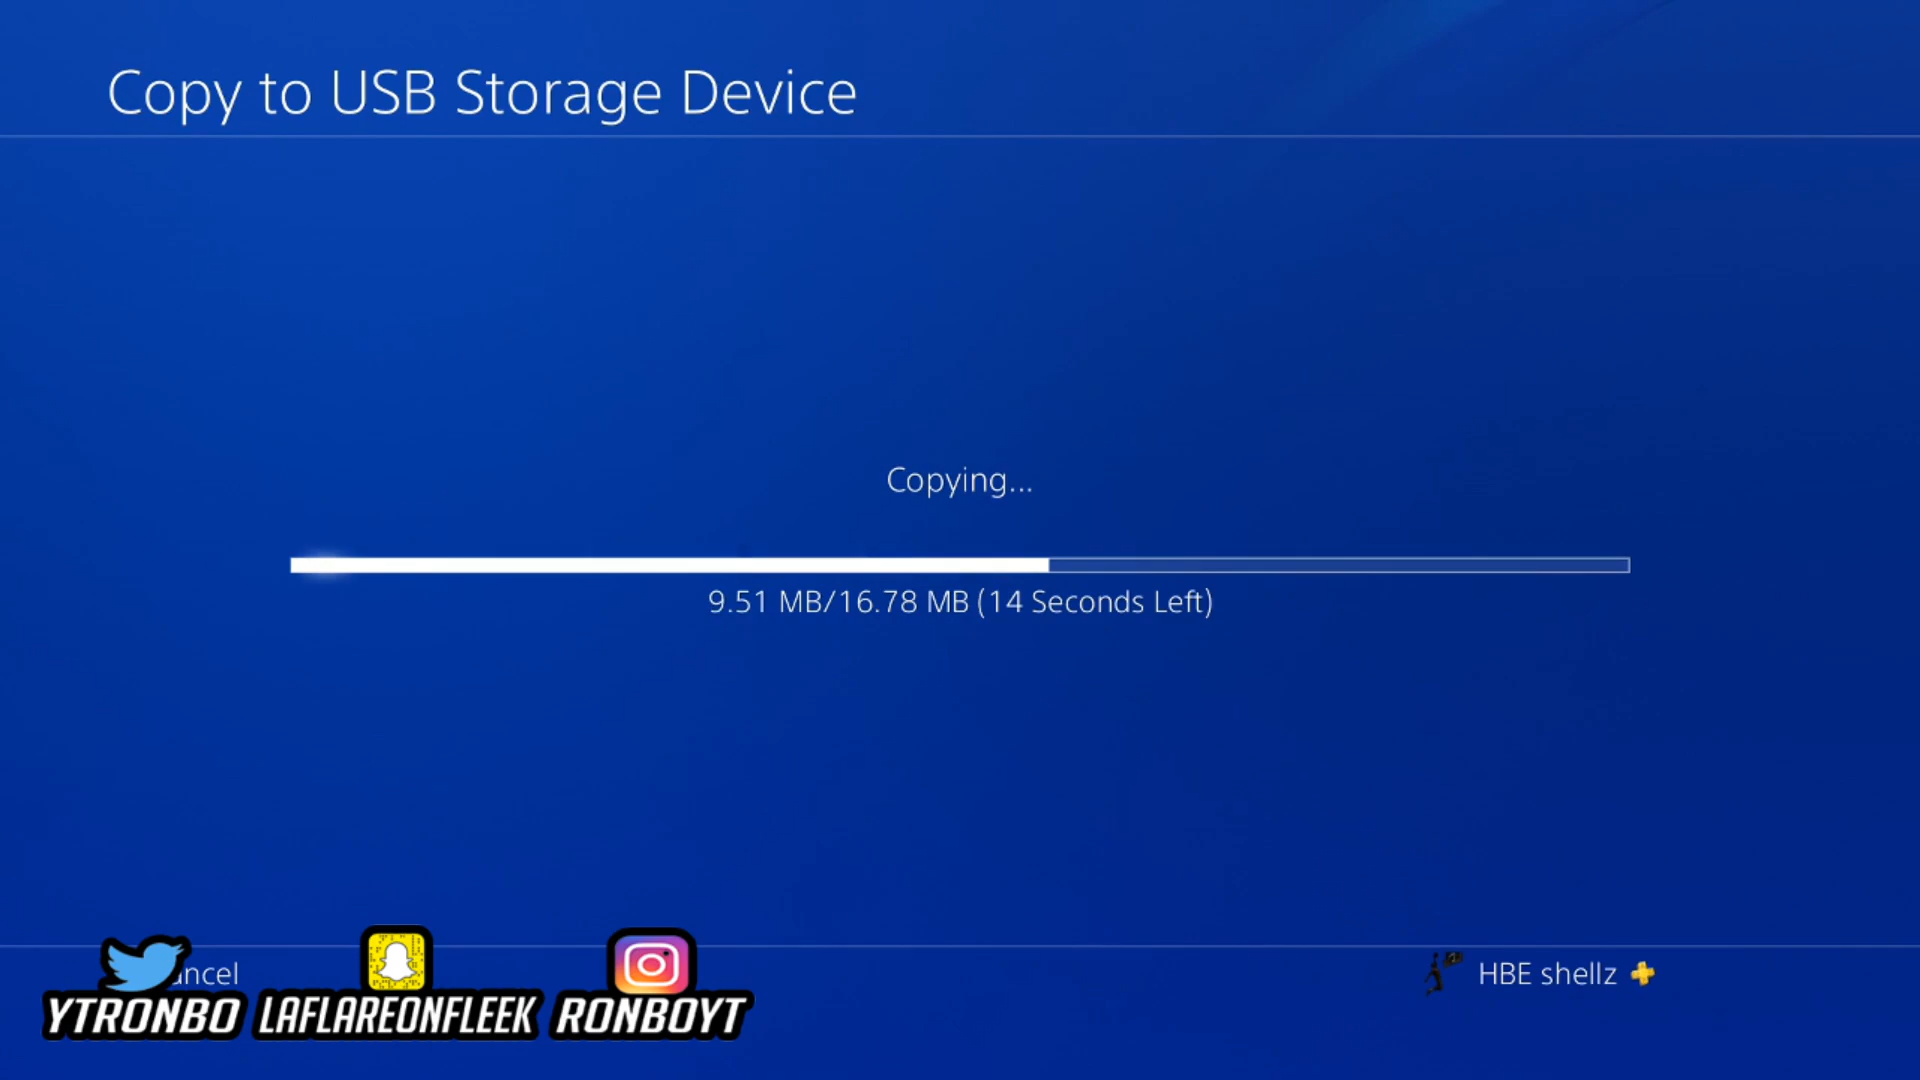 Copy to USB Storage Device
Copying...
9.51 MB/16.78 MB (14 Seconds Left)
ancel
HBE shellz
YTRONBO LAFLAREONFLEEK RONBOYT